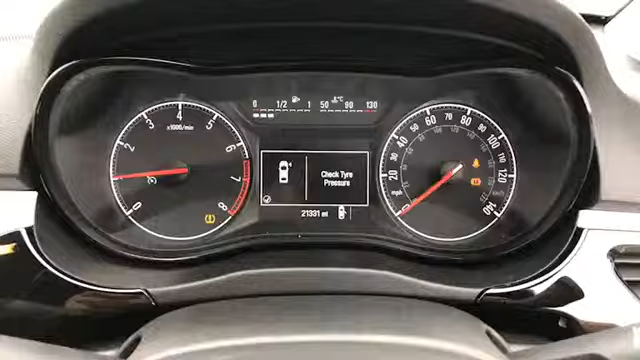 0 1 2 3 4 5 6 7 8
x1000/min
0 1/2 1
50 90 130
°C
Check Tyre
Pressure
21331 mi
20 40 60 80 100 120 140
mph
km/h